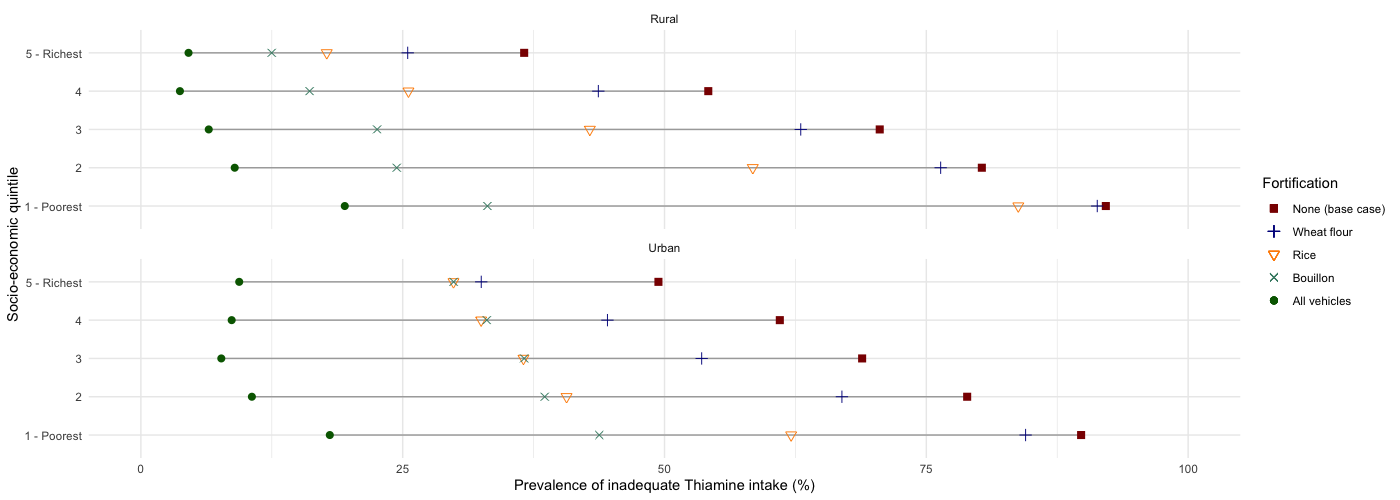 Rural
5 - Richest
4
3
2
1 - Poorest
Urban
5 - Richest
4
3
2
1 - Poorest
0 25 50 75 100
Prevalence of inadequate Thiamine intake (%)
Socio-economic quintile
Fortification
None (base case)
Wheat flour
Rice
Bouillon
All vehicles